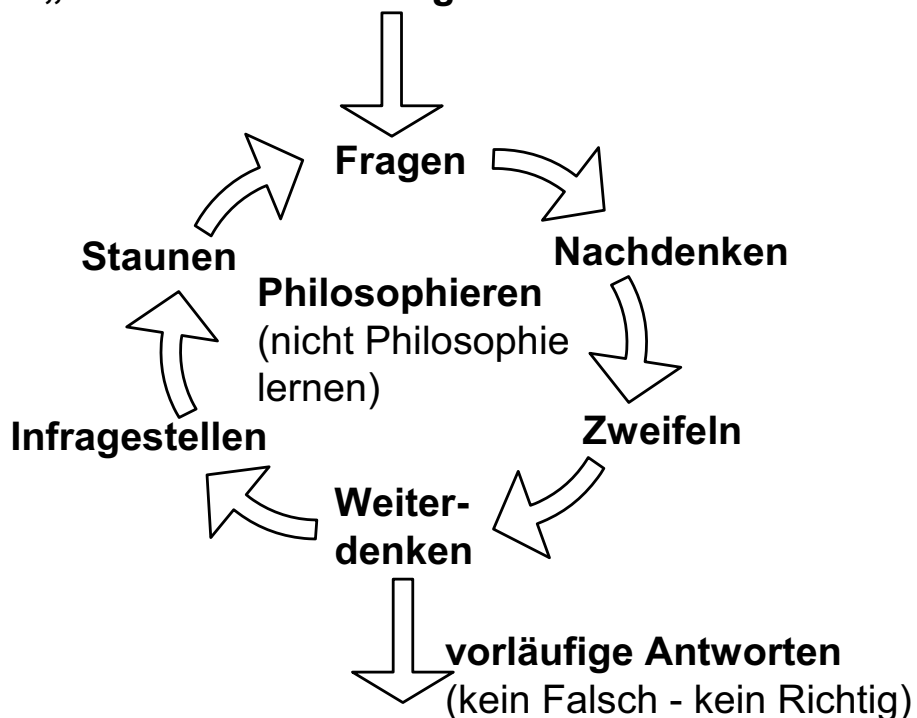 Fragen
Nachdenken
Staunen
Philosophieren
(nicht Philosophie
lernen)
Zweifeln
Infragestellen
Weiter-
denken
vorläufige Antworten
(kein Falsch - kein Richtig)